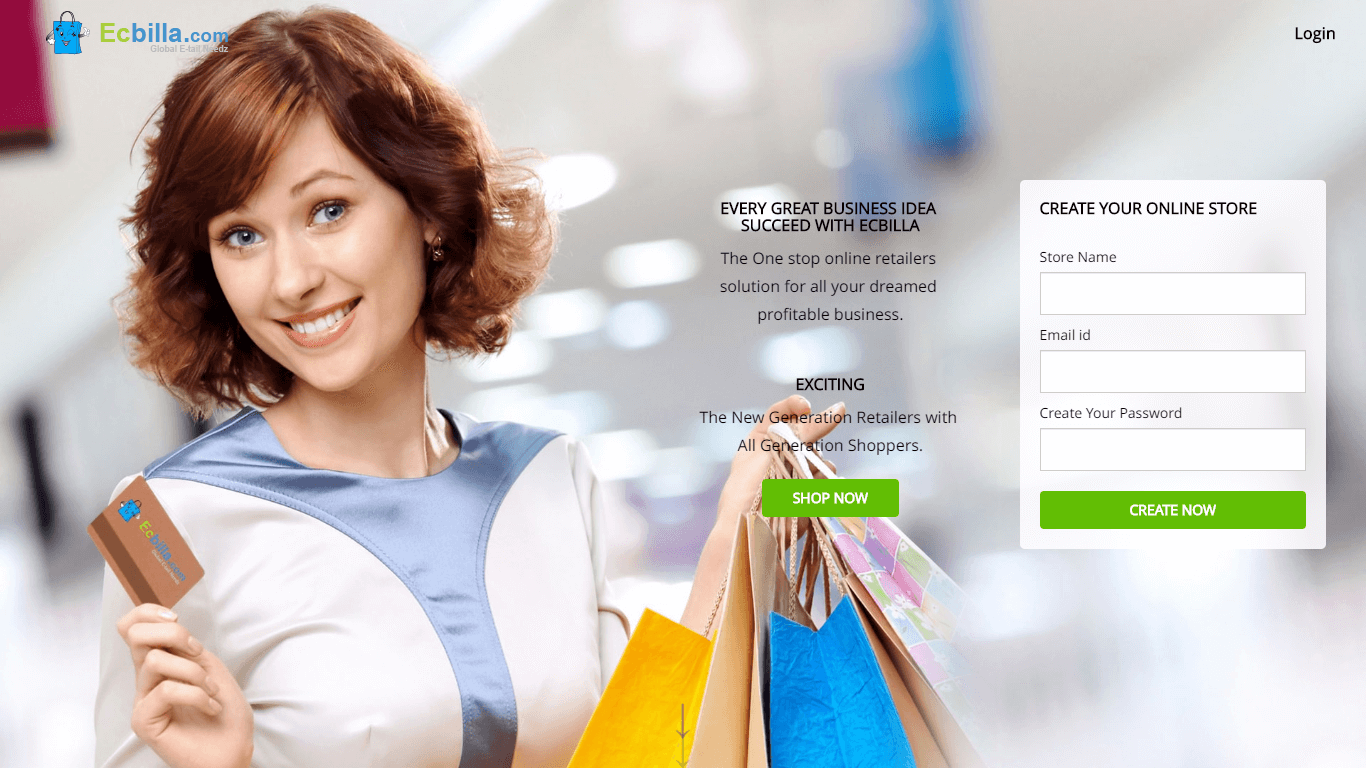 Ecbilla.com
Global E-tail Needz
Login
EVERY GREAT BUSINESS IDEA
SUCCEED WITH ECBILLA
The One stop online retailers
solution for all your dreamed
profitable business.
EXCITING
The New Generation Retailers with
All Generation Shoppers.
SHOP NOW
CREATE YOUR ONLINE STORE
Store Name
Email id
Create Your Password
CREATE NOW
Ecbilla.com